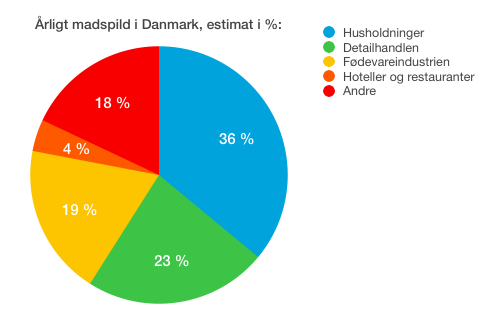 Årligt madspild i Danmark, estimat i %:
Husholdninger
Detailhandlen
Fødevareindustrien
Hoteller og restauranter
Andre
18 %
36 %
4 %
19 %
23 %